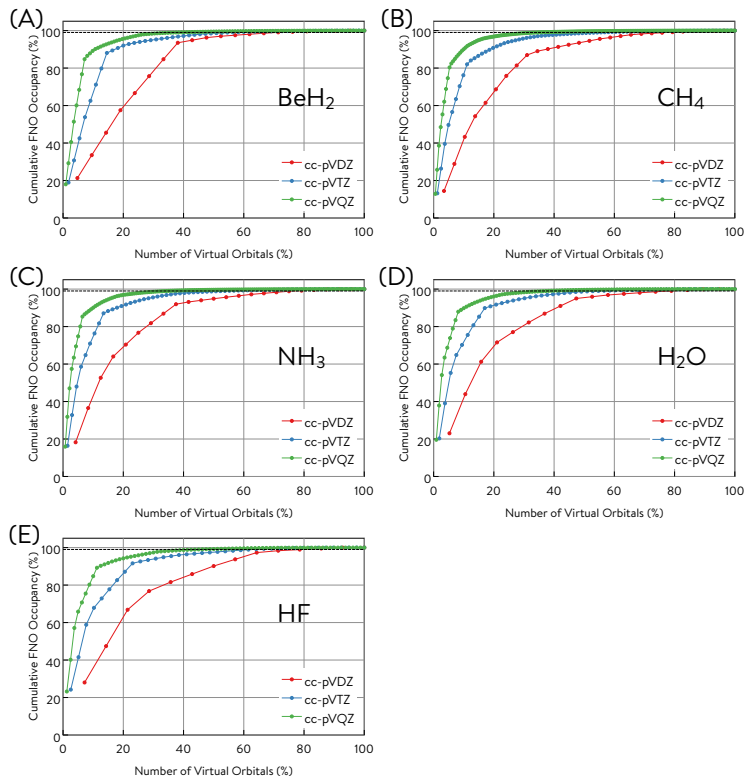 (A)
Cumulative FNO Occupancy (%)
100
80
60
40
20
0
BeH2
cc-pVDZ
cc-pVTZ
cc-pVQZ
0 20 40 60 80 100
Number of Virtual Orbitals (%)
(B)
Cumulative FNO Occupancy (%)
100
80
60
40
20
0
CH4
cc-pVDZ
cc-pVTZ
cc-pVQZ
0 20 40 60 80 100
Number of Virtual Orbitals (%)
(C)
Cumulative FNO Occupancy (%)
100
80
60
40
20
0
NH3
cc-pVDZ
cc-pVTZ
cc-pVQZ
0 20 40 60 80 100
Number of Virtual Orbitals (%)
(D)
Cumulative FNO Occupancy (%)
100
80
60
40
20
0
H2O
cc-pVDZ
cc-pVTZ
cc-pVQZ
0 20 40 60 80 100
Number of Virtual Orbitals (%)
(E)
Cumulative FNO Occupancy (%)
100
80
60
40
20
0
HF
cc-pVDZ
cc-pVTZ
cc-pVQZ
0 20 40 60 80 100
Number of Virtual Orbitals (%)